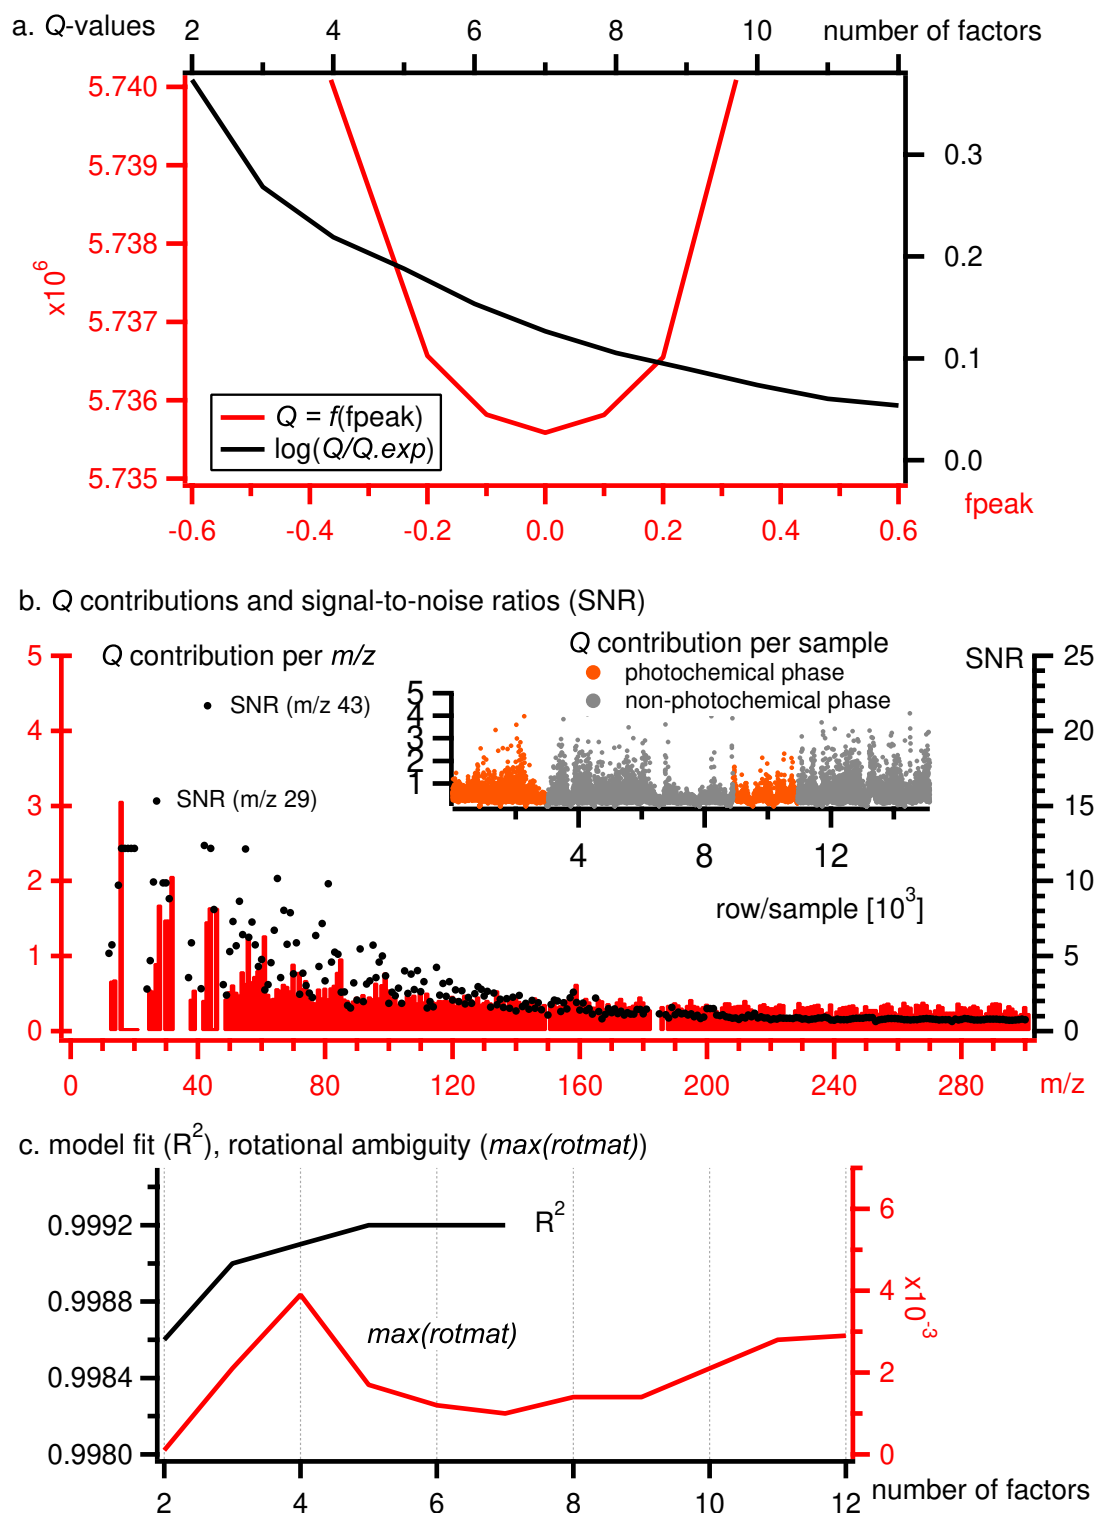 a. Q-values
2 4 6 8 10 number of factors
5.740
5.739
5.738
5.737
5.736
5.735
x10^6
0.3
0.2
0.1
0.0
Q = f(fpeak)
log(Q/Q.exp)
fpeak
-0.6 -0.4 -0.2 0.0 0.2 0.4 0.6
b. Q contributions and signal-to-noise ratios (SNR)
5
4
3
2
1
0
Q contribution per m/z
SNR (m/z 43)
SNR (m/z 29)
Q contribution per sample
photochemical phase
non-photochemical phase
5
4
3
2
1
4 8 12
row/sample [10^3]
SNR
25
20
15
10
5
0
0 40 80 120 160 200 240 280 m/z
c. model fit (R^2), rotational ambiguity (max(rotmat))
0.9992
0.9988
0.9984
0.9980
R^2
max(rotmat)
6
4
2
0
x10^-3
2 4 6 8 10 12 number of factors